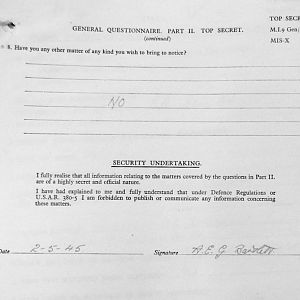 TOP SECRE
GENERAL QUESTIONNAIRE. PART II. TOP SECRET.
(continued)
M.I.9 Gen/
MIS-X
8. Have you any other matter of any kind you wish to bring to notice?
NO
SECURITY UNDERTAKING.
I fully realise that all information relating to the matters covered by the questions in Part II.
are of a highly secret and official nature.
I have had explained to me and fully understand that under Defence Regulations or
U.S.A.R. 380-5 I am forbidden to publish or communicate any information concerning
these matters.
Date 2-5-45 Signature A.E.G